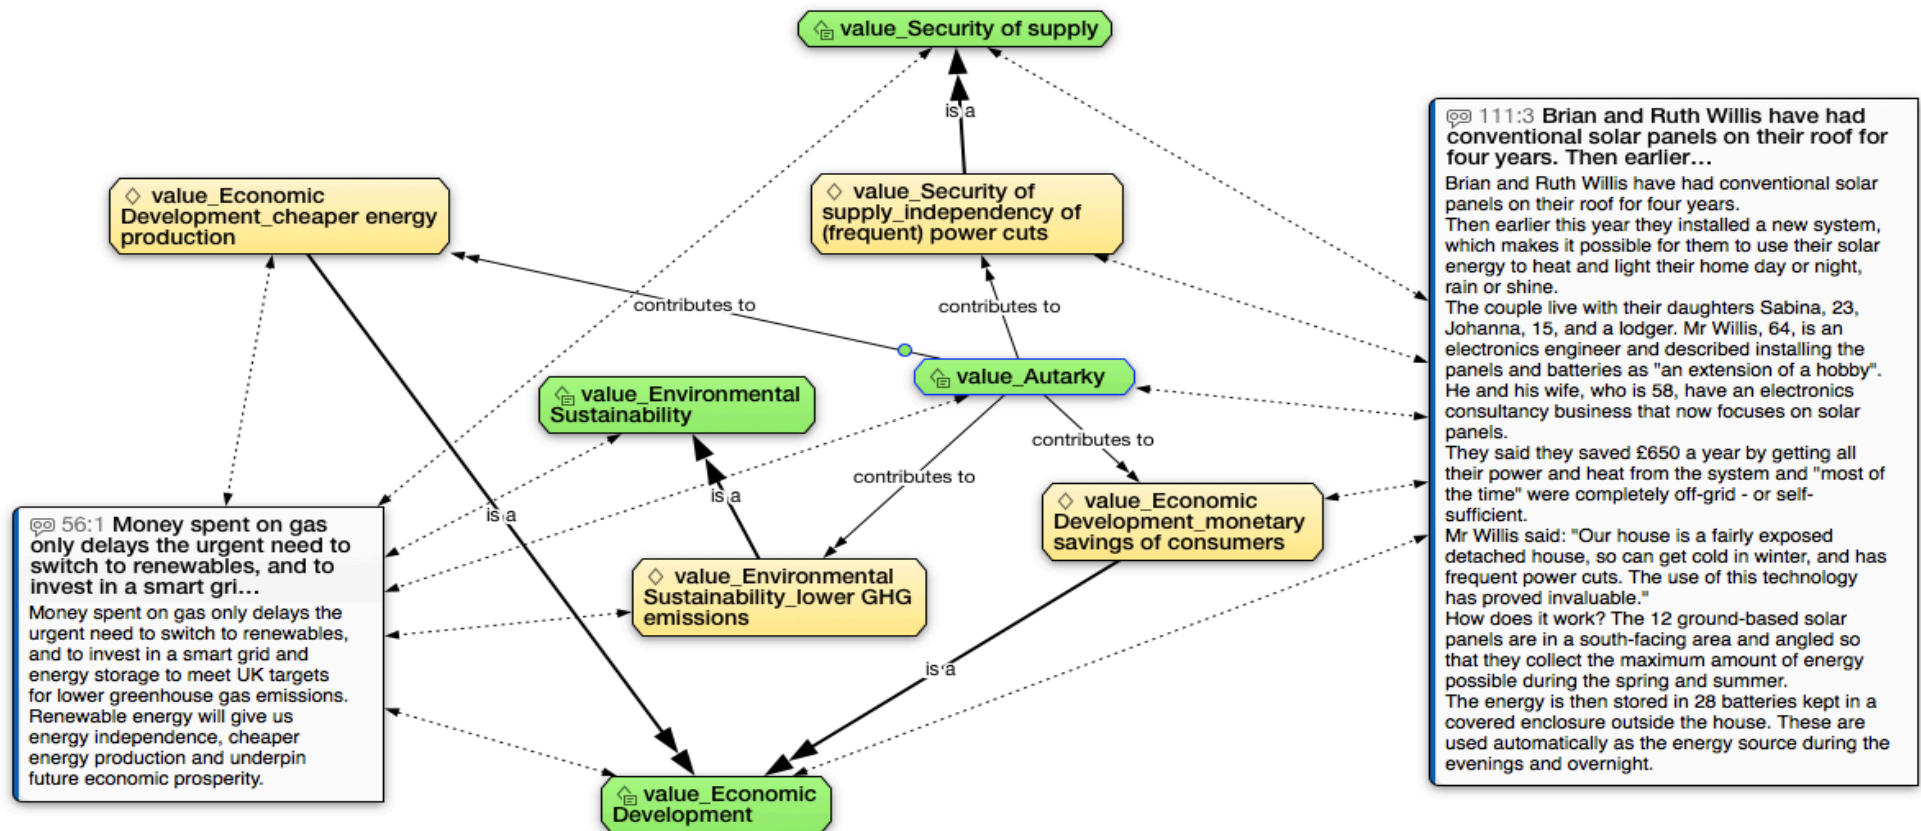 value_Security of supply
is a
value_Economic
Development_cheaper energy
production
value_Security of
supply_independency of
(frequent) power cuts
contributes to
contributes to
value_Autarky
value_Environmental
Sustainability
contributes to
contributes to
is a
is a
value_Economic
Development_monetary
savings of consumers
value_Environmental
Sustainability_lower GHG
emissions
is a
value_Economic
Development
56:1 Money spent on gas
only delays the urgent need to
switch to renewables, and to
invest in a smart gri...
Money spent on gas only delays the
urgent need to switch to renewables,
and to invest in a smart grid and
energy storage to meet UK targets
for lower greenhouse gas emissions.
Renewable energy will give us
energy independence, cheaper
energy production and underpin
future economic prosperity.
111:3 Brian and Ruth Willis have had
conventional solar panels on their roof for
four years. Then earlier...
Brian and Ruth Willis have had conventional solar
panels on their roof for four years.
Then earlier this year they installed a new system,
which makes it possible for them to use their solar
energy to heat and light their home day or night,
rain or shine.
The couple live with their daughters Sabina, 23,
Johanna, 15, and a lodger. Mr Willis, 64, is an
electronics engineer and described installing the
panels and batteries as "an extension of a hobby".
He and his wife, who is 58, have an electronics
consultancy business that now focuses on solar
panels.
They said they saved £650 a year by getting all
their power and heat from the system and "most of
the time" were completely off-grid - or self-
sufficient.
Mr Willis said: "Our house is a fairly exposed
detached house, so can get cold in winter, and has
frequent power cuts. The use of this technology
has proved invaluable."
How does it work? The 12 ground-based solar
panels are in a south-facing area and angled so
that they collect the maximum amount of energy
possible during the spring and summer.
The energy is then stored in 28 batteries kept in a
covered enclosure outside the house. These are
used automatically as the energy source during the
evenings and overnight.